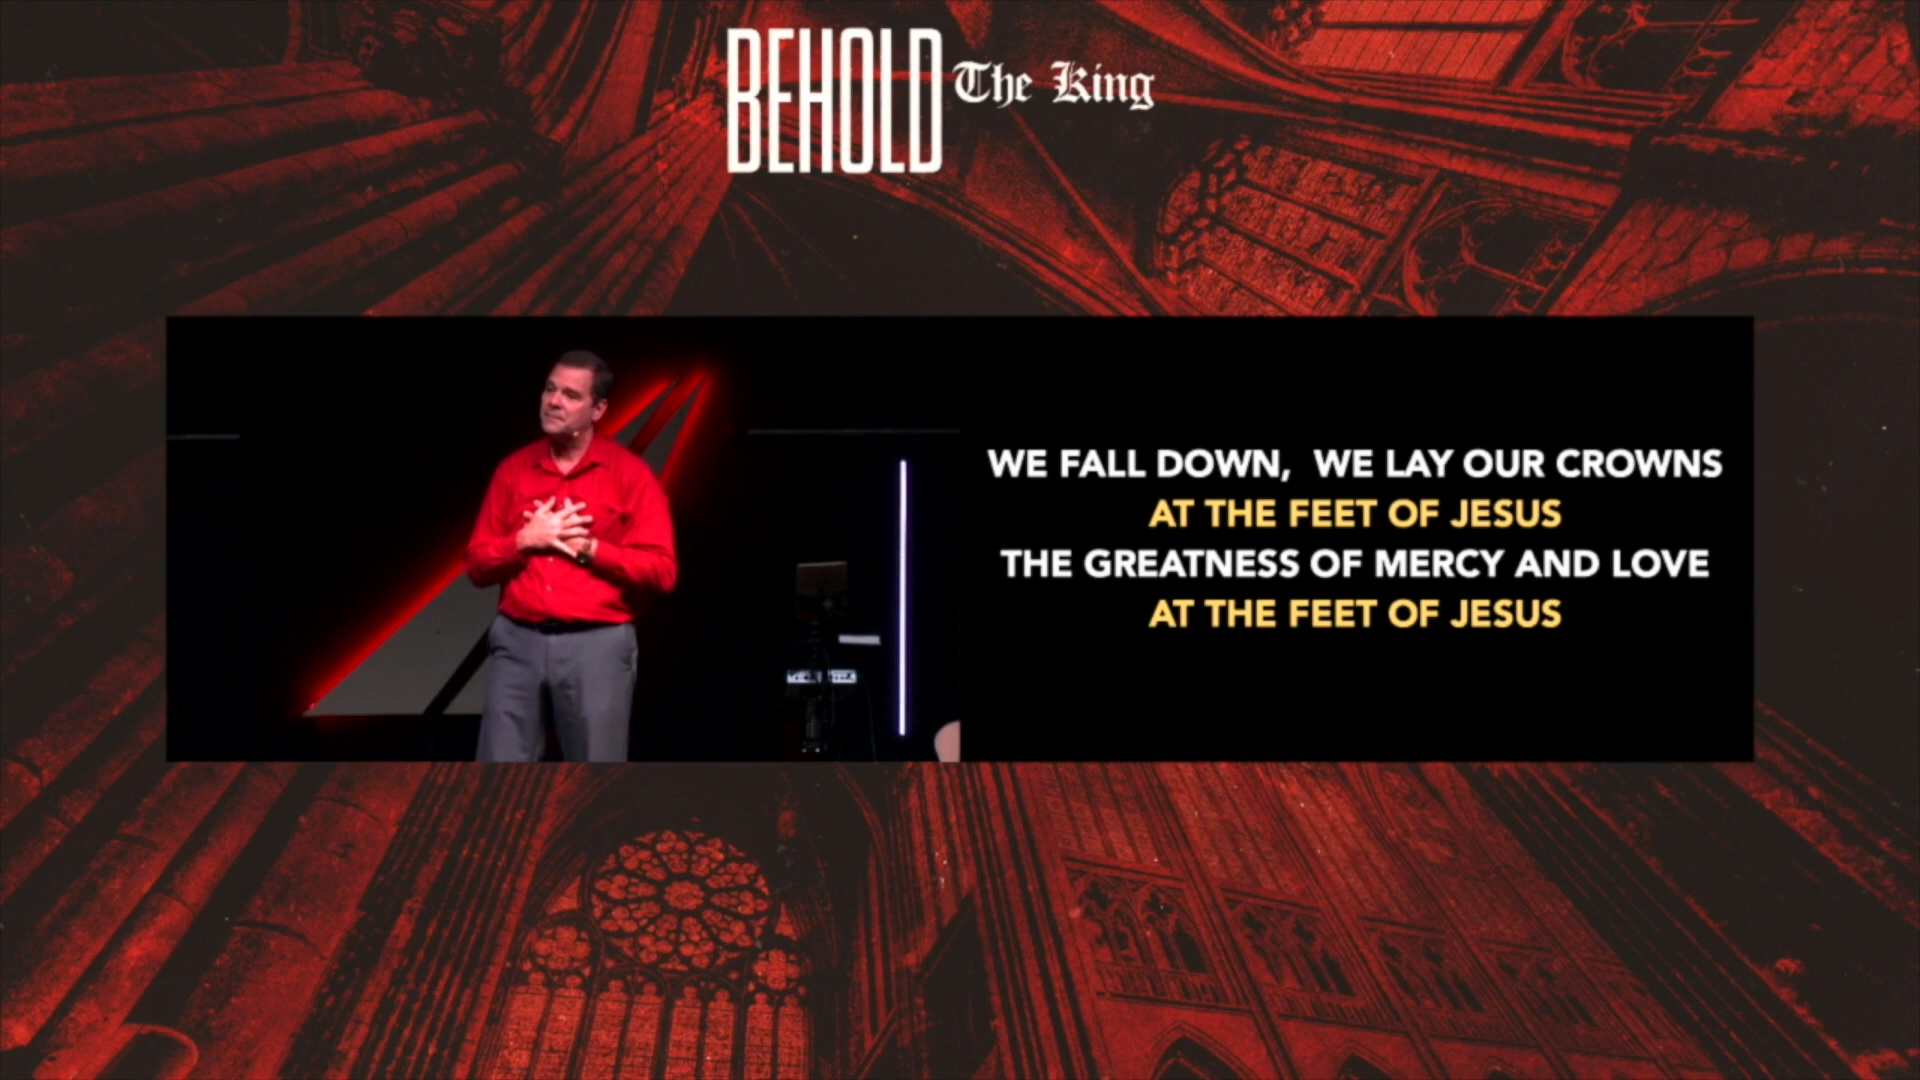 BEHOLD The King
WE FALL DOWN, WE LAY OUR CROWNS
AT THE FEET OF JESUS
THE GREATNESS OF MERCY AND LOVE
AT THE FEET OF JESUS